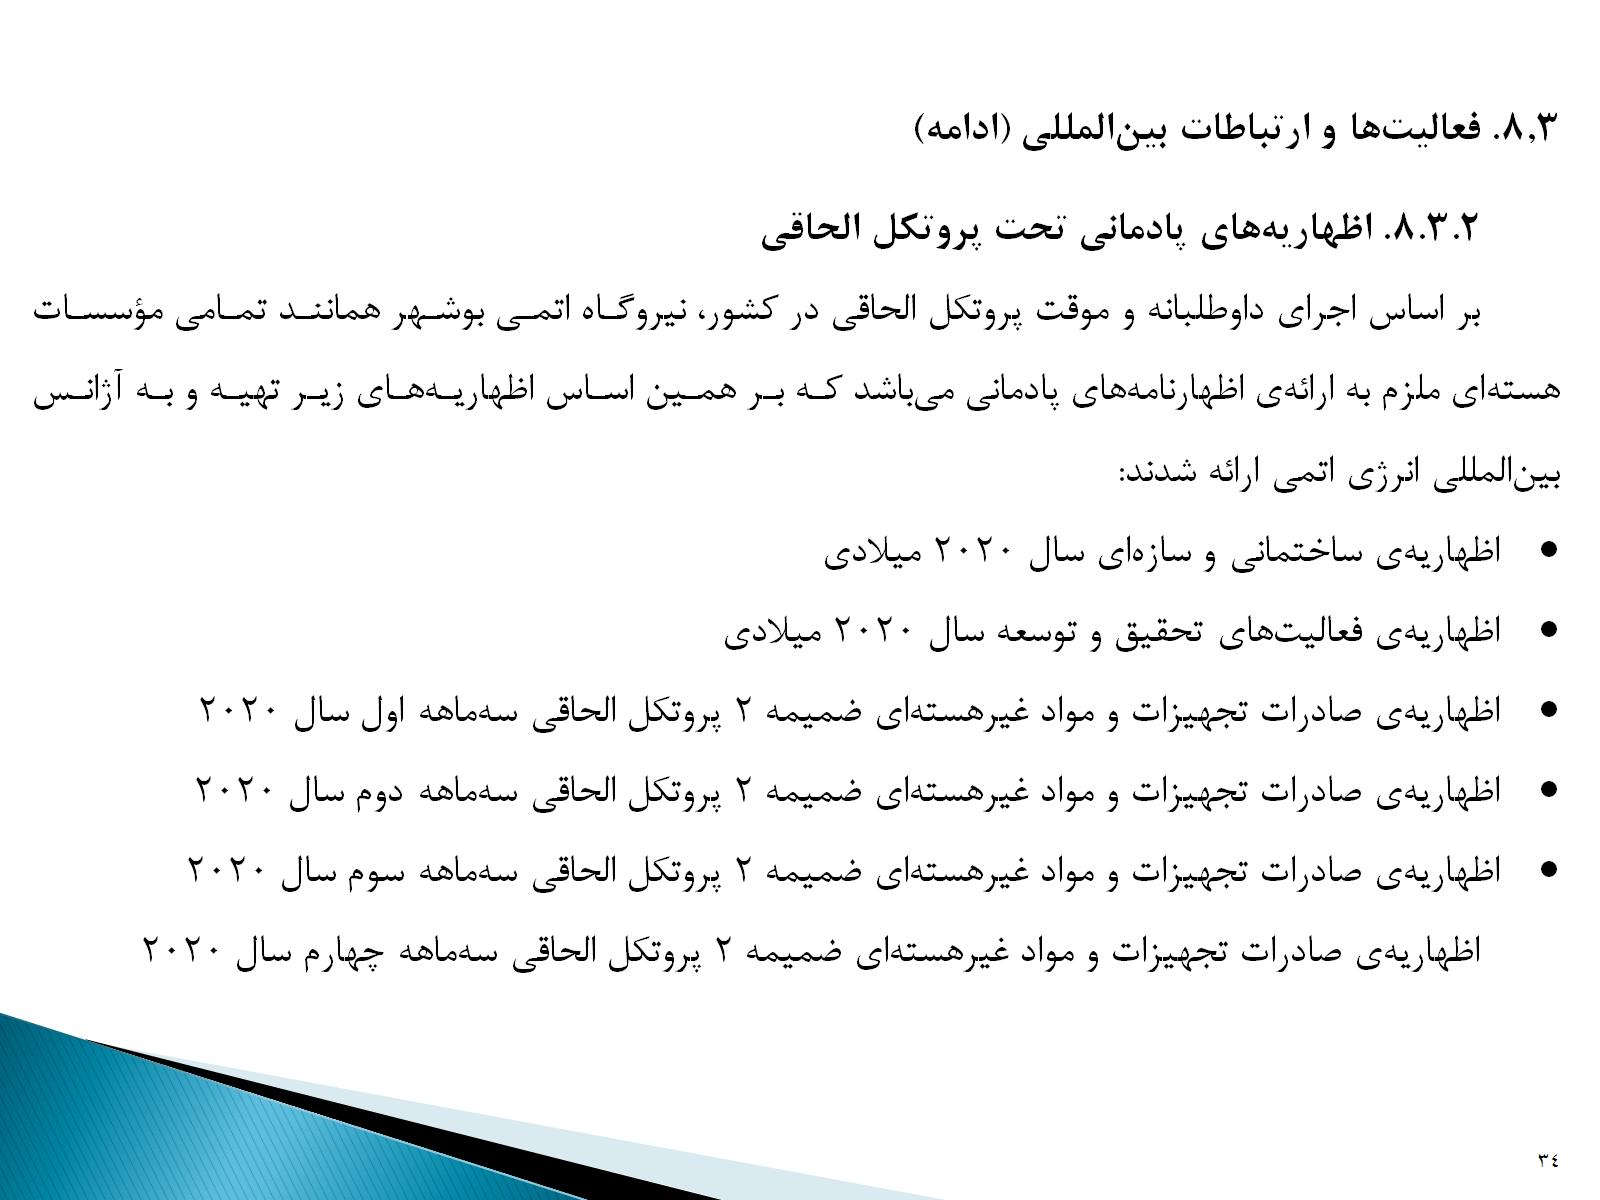 ۸,۳. فعالیت‌ها و ارتباطات بین‌المللی (ادامه)
۸.۳.۲. اظهاریه‌های پادمانی تحت پروتکل الحاقی
بر اساس اجرای داوطلبانه و موقت پروتکل الحاقی در کشور، نیروگاه اتمی بوشهر همانند تمامی مؤسسات
هسته‌ای ملزم به ارائه‌ی اظهارنامه‌های پادمانی می‌باشد که بر همین اساس اظهاریه‌های زیر تهیه و به آژانس
بین‌المللی انرژی اتمی ارائه شدند:
● اظهاریه‌ی ساختمانی و سازه‌ای سال ۲۰۲۰ میلادی
● اظهاریه‌ی فعالیت‌های تحقیق و توسعه سال ۲۰۲۰ میلادی
● اظهاریه‌ی صادرات تجهیزات و مواد غیرهسته‌ای ضمیمه ۲ پروتکل الحاقی سه‌ماهه اول سال ۲۰۲۰
● اظهاریه‌ی صادرات تجهیزات و مواد غیرهسته‌ای ضمیمه ۲ پروتکل الحاقی سه‌ماهه دوم سال ۲۰۲۰
● اظهاریه‌ی صادرات تجهیزات و مواد غیرهسته‌ای ضمیمه ۲ پروتکل الحاقی سه‌ماهه سوم سال ۲۰۲۰
اظهاریه‌ی صادرات تجهیزات و مواد غیرهسته‌ای ضمیمه ۲ پروتکل الحاقی سه‌ماهه چهارم سال ۲۰۲۰
٣٤